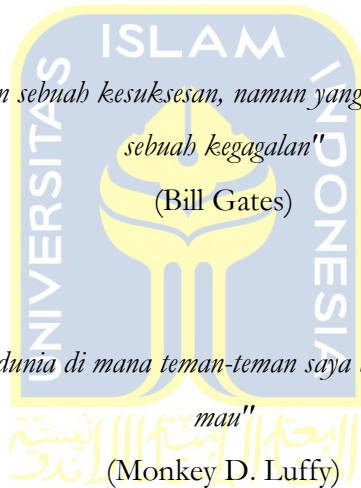 ISLAM
UNIVERSITAS
INDONESIA
n sebuah kesuksesan, namun yang
sebuah kegagalan"
(Bill Gates)
dunia di mana teman-teman saya
mau"
(Monkey D. Luffy)